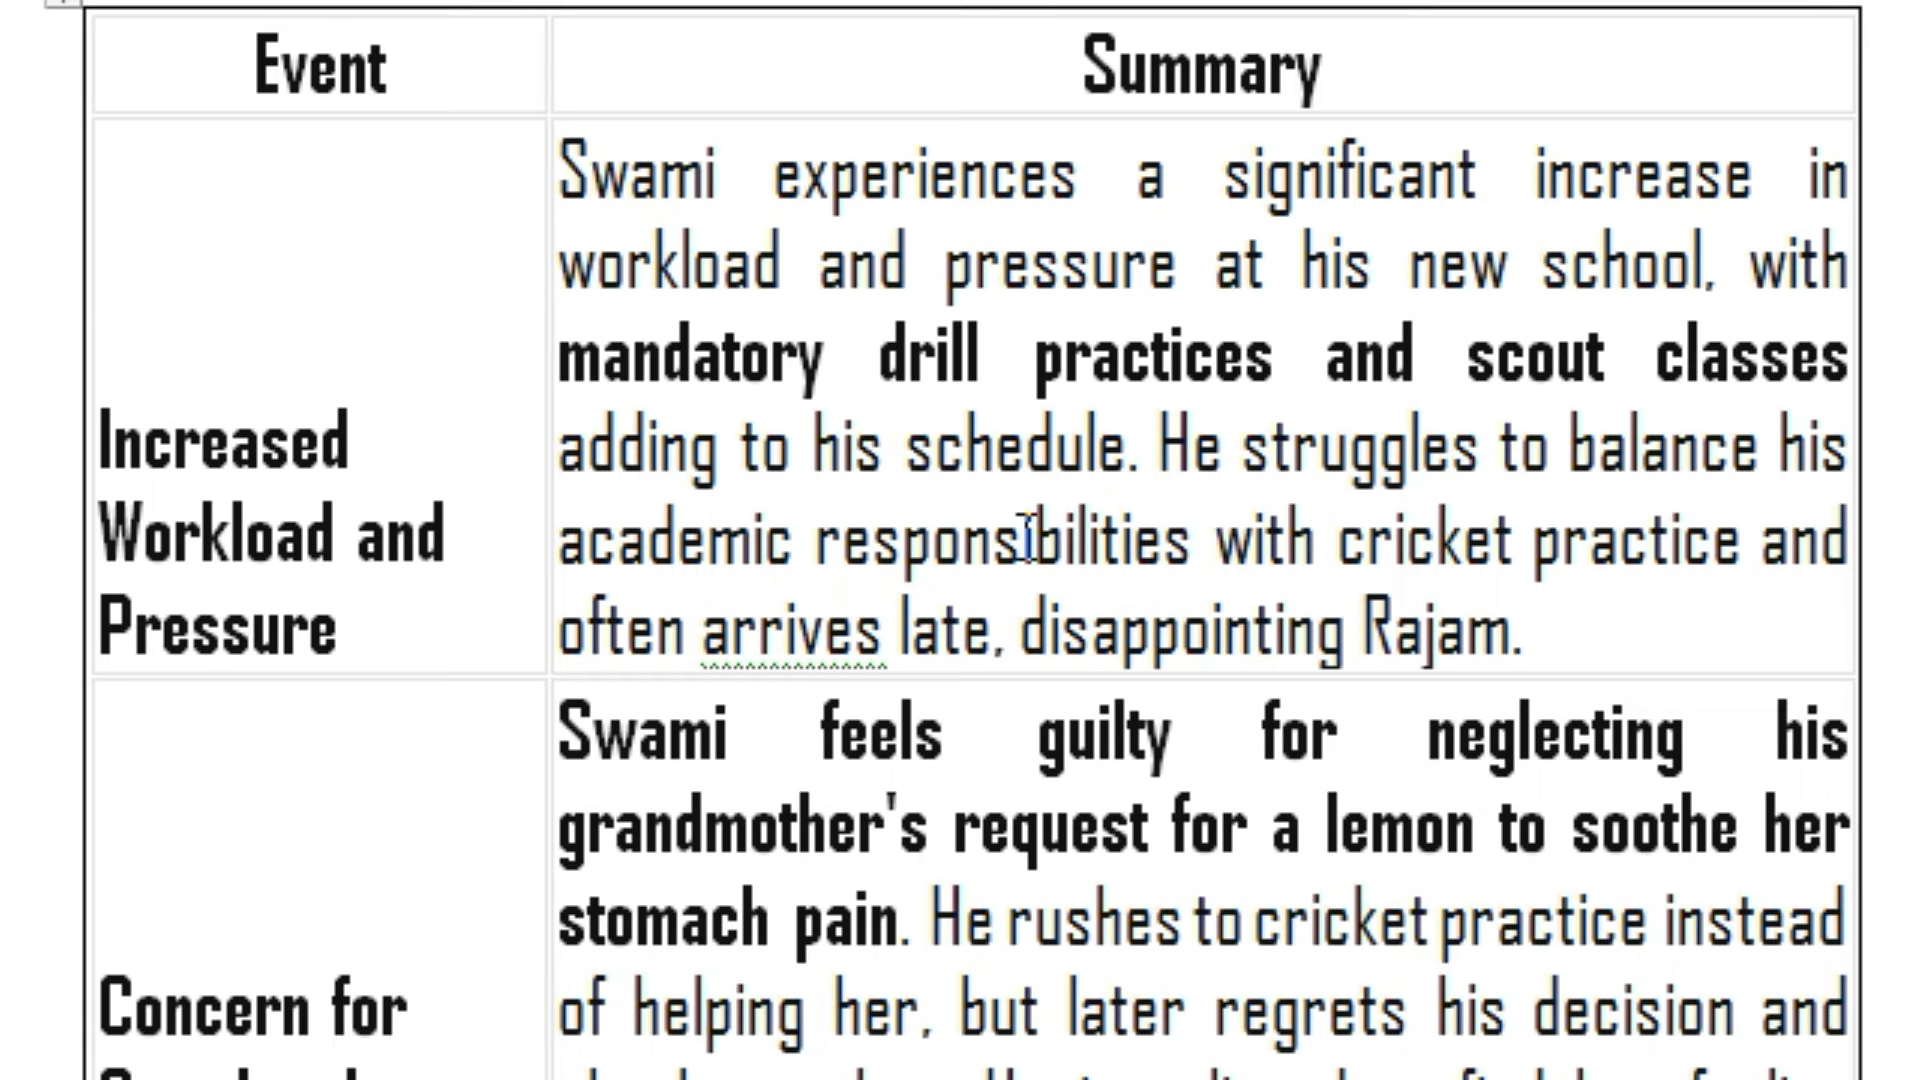 Event
Summary
Increased
Workload and
Pressure
Swami experiences a significant increase in
workload and pressure at his new school, with
mandatory drill practices and scout classes
adding to his schedule. He struggles to balance his
academic responsibilities with cricket practice and
often arrives late, disappointing Rajam.
Concern for
Swami feels guilty for neglecting his
grandmother's request for a lemon to soothe her
stomach pain. He rushes to cricket practice instead
of helping her, but later regrets his decision and